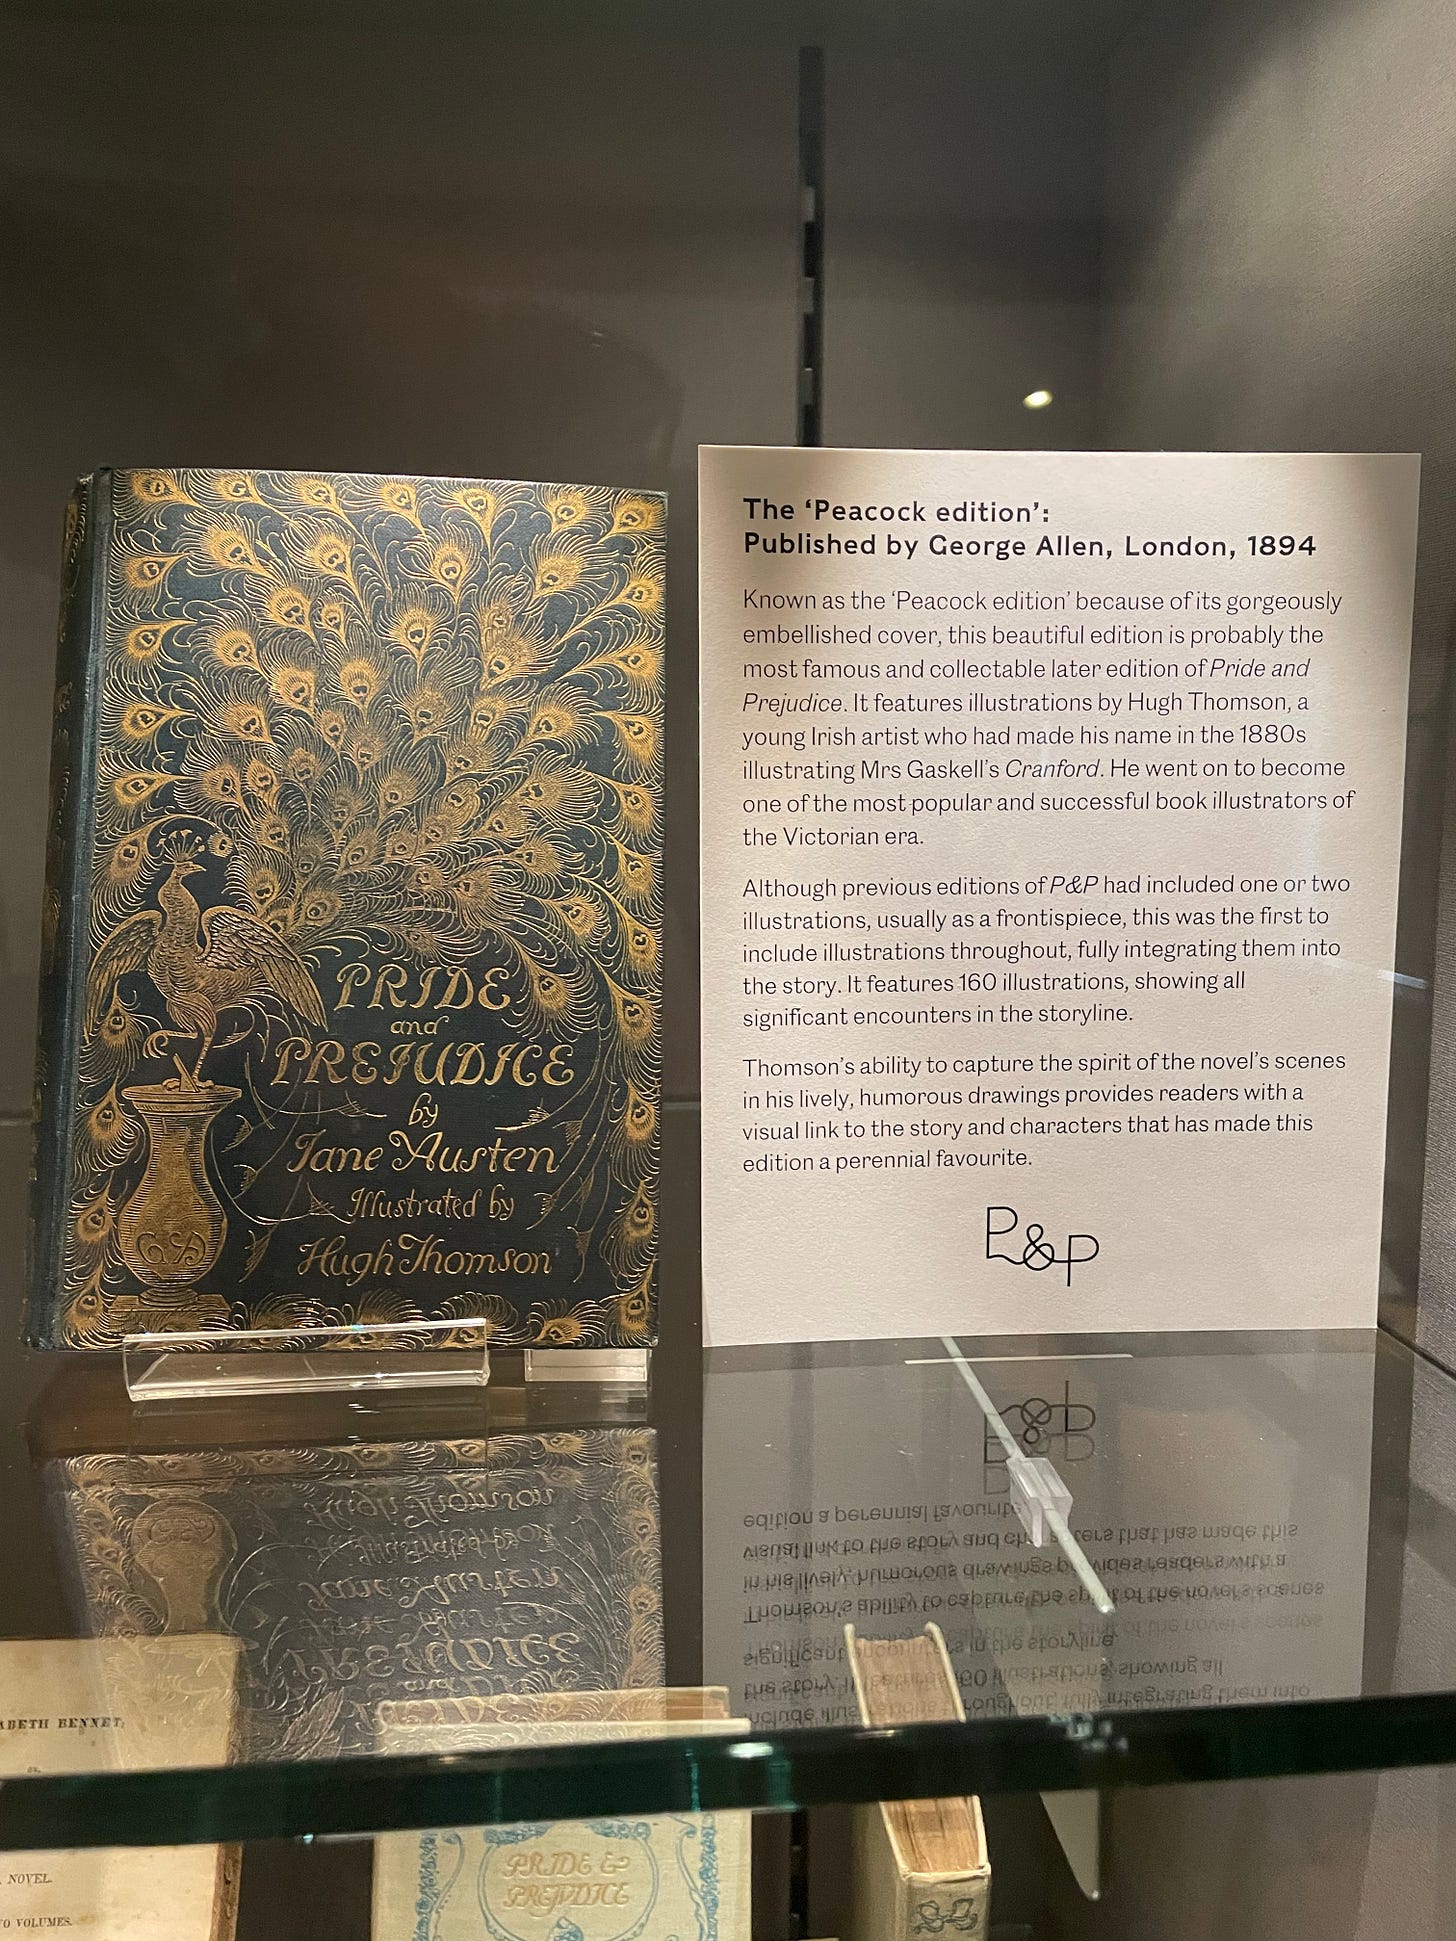 PRIDE
and
PREJUDICE
by
Jane Austen
Illustrated by
Hugh Thomson
The ‘Peacock edition’:
Published by George Allen, London, 1894
Known as the ‘Peacock edition’ because of its gorgeously
embellished cover, this beautiful edition is probably the
most famous and collectable later edition of Pride and
Prejudice. It features illustrations by Hugh Thomson, a
young Irish artist who had made his name in the 1880s
illustrating Mrs Gaskell’s Cranford. He went on to become
one of the most popular and successful book illustrators of
the Victorian era.
Although previous editions of P&P had included one or two
illustrations, usually as a frontispiece, this was the first to
include illustrations throughout, fully integrating them into
the story. It features 160 illustrations, showing all
significant encounters in the storyline.
Thomson’s ability to capture the spirit of the novel’s scenes
in his lively, humorous drawings provides readers with a
visual link to the story and characters that has made this
edition a perennial favourite.
P&P
BENNET;
OR,
NOVEL.
VOLUMES.
PRIDE &
PREJVDICE